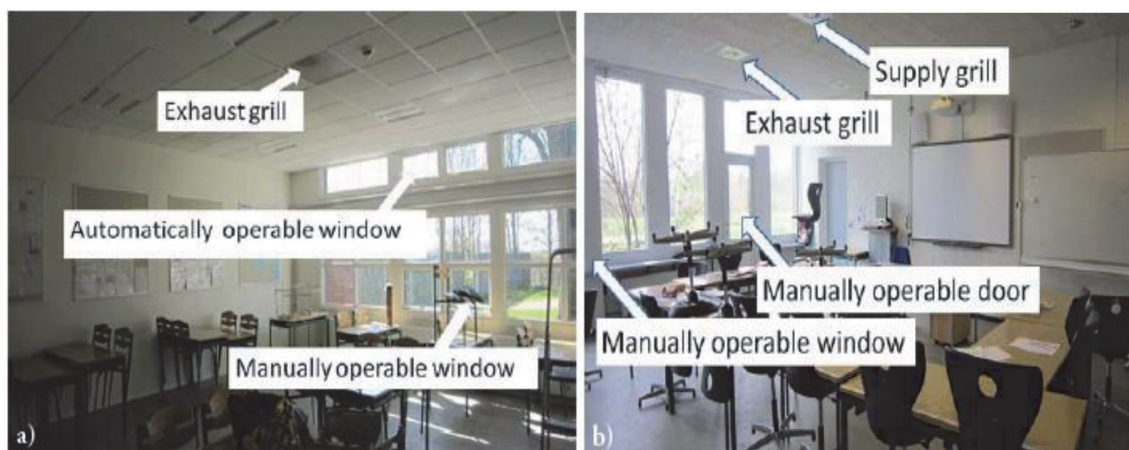 Exhaust grill
Automatically operable window
Manually operable window
a)
Supply grill
Exhaust grill
Manually operable door
Manually operable window
b)